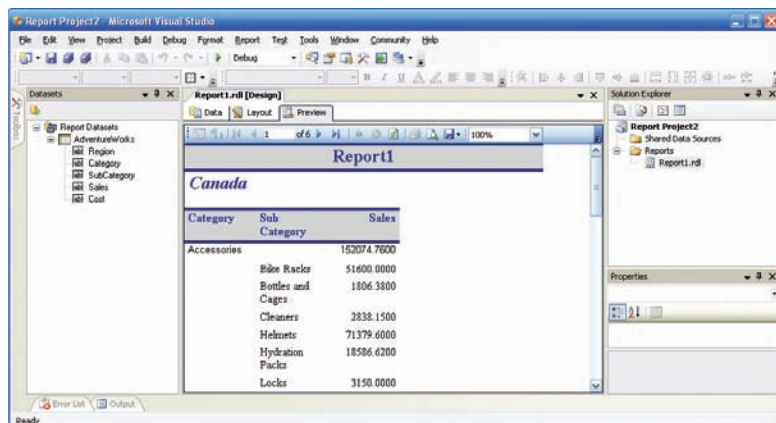 Report Project2 - Microsoft Visual Studio
File Edit View Project Build Debug Format Report Test Tools Window Community Help
Debug
Datasets
Report1.rdl [Design]
Solution Explorer
Toolbox
Data Layout Preview
1 of 6 100%
Report Datasets
AdventureWorks
Region
Category
SubCategory
Sales
Cost
Report1
Canada
Category Sub Category Sales
Accessories 152074.7600
Bike Racks 51600.0000
Bottles and Cages 1806.3800
Cleaners 2838.1500
Helmets 71379.6000
Hydration Packs 18586.6200
Locks 3150.0000
Report Project2
Shared Data Sources
Reports
Report1.rdl
Properties
Error List Output
Ready